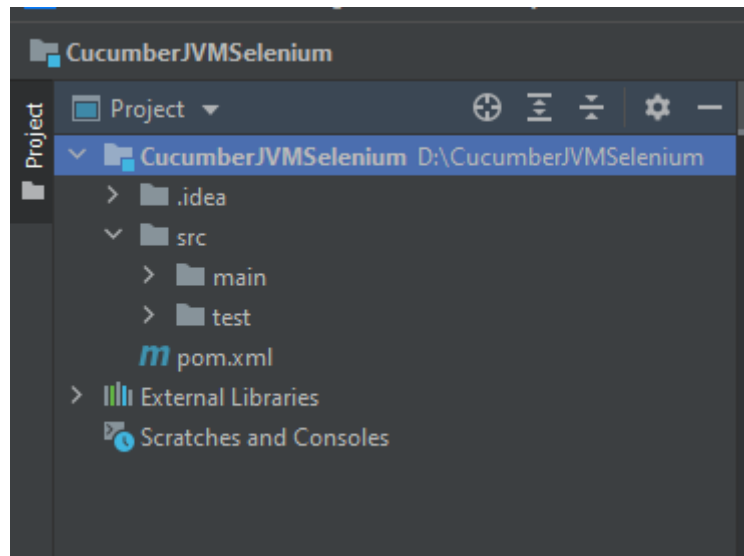 CucumberJVMSelenium
Project
Project
CucumberJVMSelenium D:\CucumberJVMSelenium
.idea
src
main
test
m pom.xml
External Libraries
Scratches and Consoles